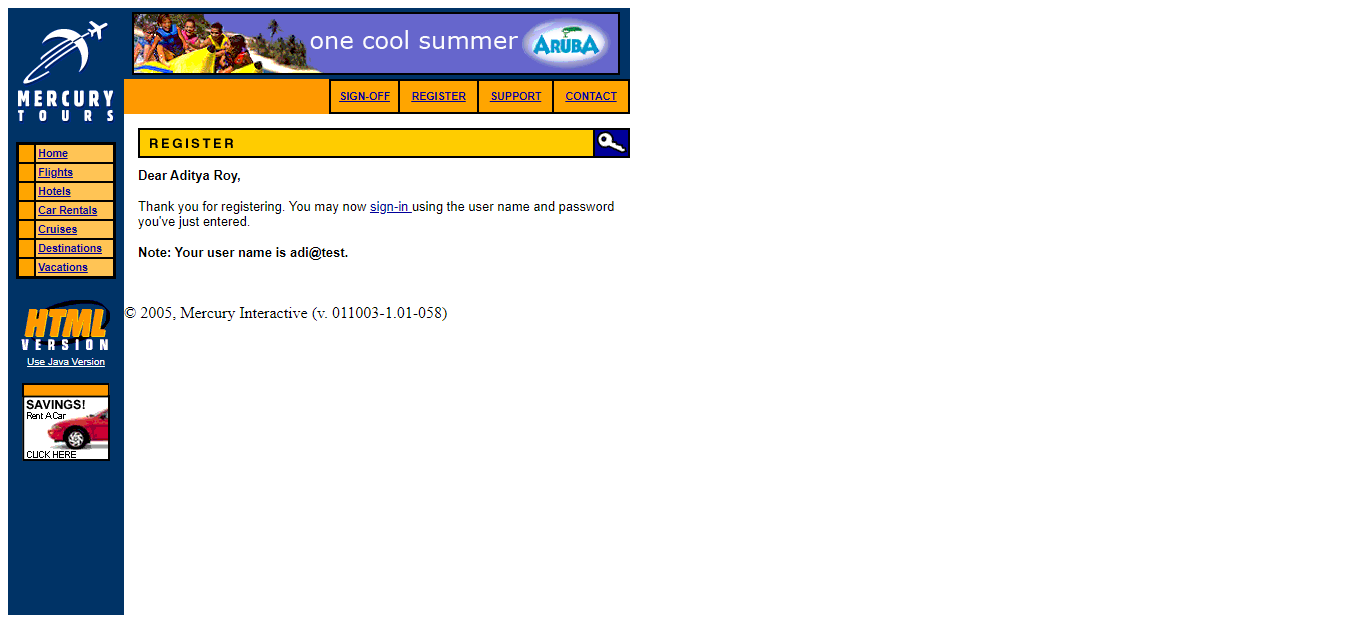 one cool summer ARUBA
MERCURY
TOURS
SIGN-OFF REGISTER SUPPORT CONTACT
Home
Flights
Hotels
Car Rentals
Cruises
Destinations
Vacations
HTML
VERSION
Use Java Version
SAVINGS!
Rent A Car
CLICK HERE
REGISTER
Dear Aditya Roy,
Thank you for registering. You may now sign-in using the user name and password
you've just entered.
Note: Your user name is adi@test.
© 2005, Mercury Interactive (v. 011003-1.01-058)